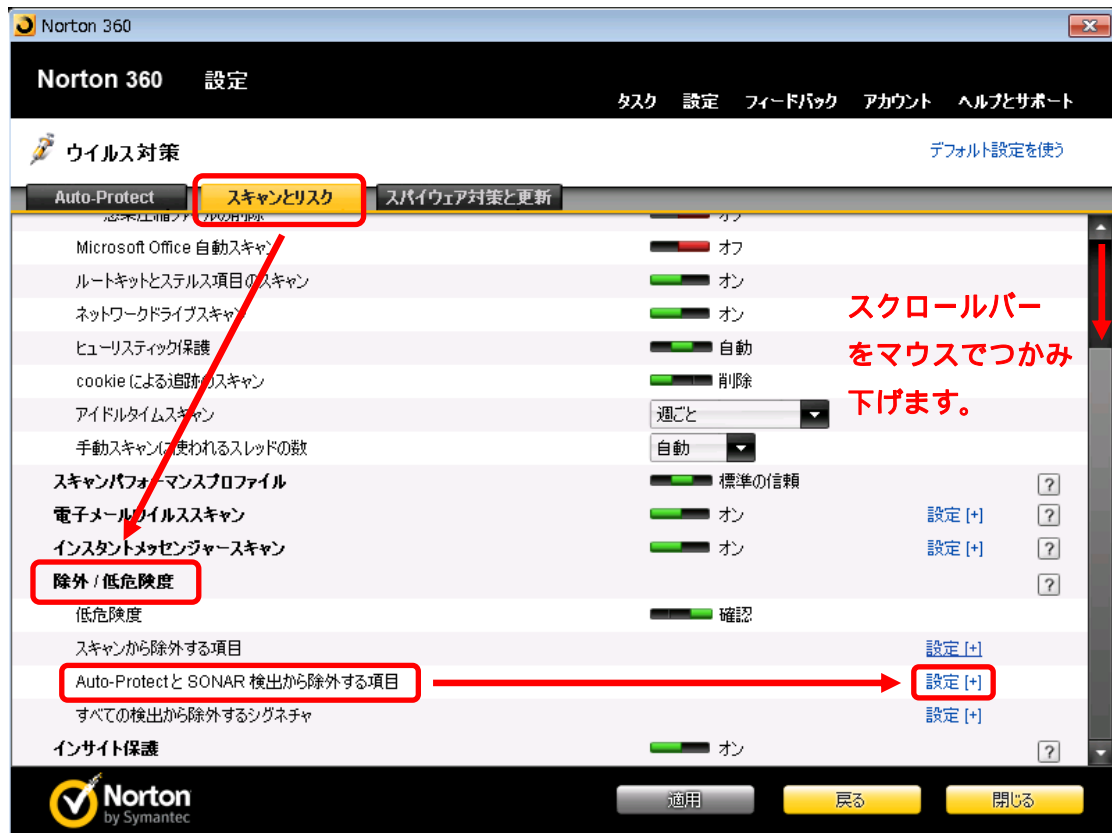 Norton 360
Norton 360 設定
タスク 設定 フィードバック アカウント ヘルプとサポート
ウイルス対策
デフォルト設定を使う
Auto-Protect スキャンとリスク スパイウェア対策と更新
感染圧縮ファイルの削除 オフ
Microsoft Office 自動スキャン オフ
ルートキットとステルス項目のスキャン オン
ネットワークドライブスキャン オン
ヒューリスティック保護 自動
cookie による追跡のスキャン 削除
アイドルタイムスキャン 週ごと
手動スキャンに使われるスレッドの数 自動
スクロールバー
をマウスでつかみ
下げます。
スキャンパフォーマンスプロファイル 標準の信頼 ?
電子メールウイルススキャン オン 設定 [+] ?
インスタントメッセンジャースキャン オン 設定 [+] ?
除外 / 低危険度 ?
低危険度 確認
スキャンから除外する項目 設定 [+]
Auto-Protect と SONAR 検出から除外する項目 設定 [+]
すべての検出から除外するシグネチャ 設定 [+]
インサイト保護 オン ?
Norton
by Symantec
適用 戻る 閉じる